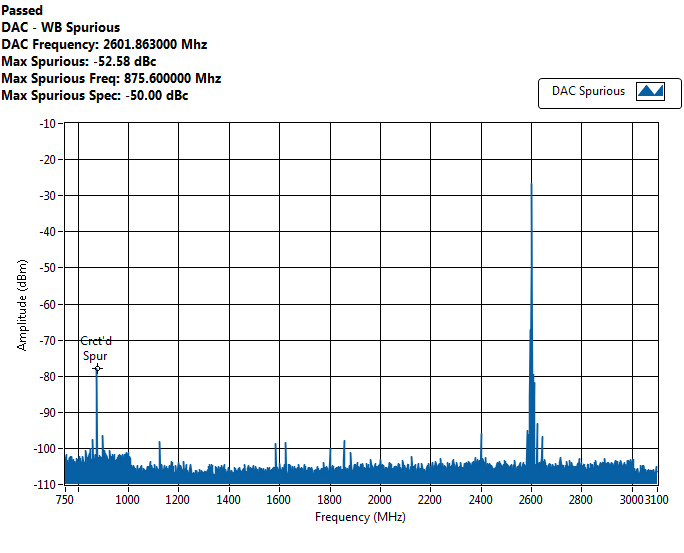 Passed
DAC - WB Spurious
DAC Frequency: 2601.863000 Mhz
Max Spurious: -52.58 dBc
Max Spurious Freq: 875.600000 Mhz
Max Spurious Spec: -50.00 dBc
DAC Spurious
-10
-20
-30
-40
-50
-60
-70
-80
-90
-100
-110
Amplitude (dBm)
Crct'd
Spur
750 1000 1200 1400 1600 1800 2000 2200 2400 2600 2800 3000 3100
Frequency (MHz)